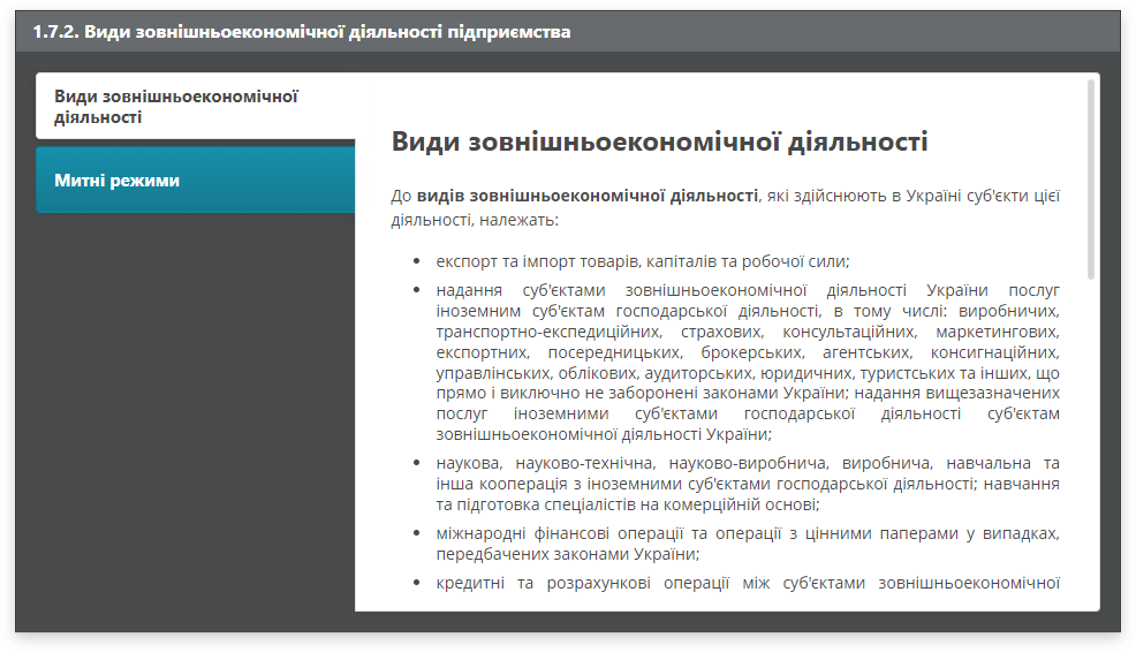 1.7.2. Види зовнішньоекономічної діяльності підприємства
Види зовнішньоекономічної
діяльності
Митні режими
Види зовнішньоекономічної діяльності
До видів зовнішньоекономічної діяльності, які здійснюють в Україні суб'єкти цієї
діяльності, належать:
• експорт та імпорт товарів, капіталів та робочої сили;
• надання суб'єктами зовнішньоекономічної діяльності України послуг
іноземним суб'єктам господарської діяльності, в тому числі: виробничих,
транспортно-експедиційних, страхових, консультаційних, маркетингових,
експортних, посередницьких, брокерських, агентських, консигнаційних,
управлінських, облікових, аудиторських, юридичних, туристських та інших, що
прямо і виключно не заборонені законами України; надання вищезазначених
послуг іноземними суб'єктами господарської діяльності суб'єктам
зовнішньоекономічної діяльності України;
• наукова, науково-технічна, науково-виробнича, виробнича, навчальна та
інша кооперація з іноземними суб'єктами господарської діяльності; навчання
та підготовка спеціалістів на комерційній основі;
• міжнародні фінансові операції та операції з цінними паперами у випадках,
передбачених законами України;
• кредитні та розрахункові операції між суб'єктами зовнішньоекономічної